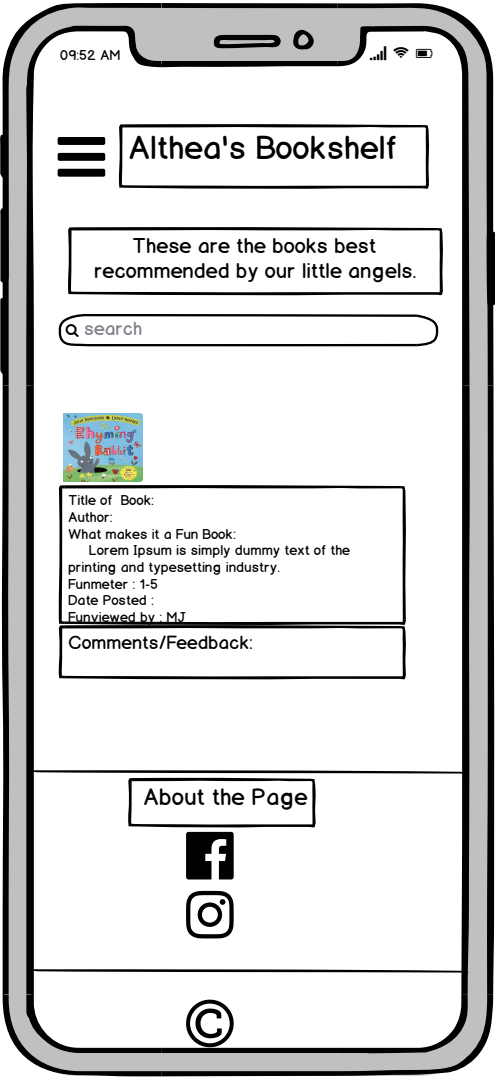 09:52 AM
Althea's Bookshelf
These are the books best
recommended by our little angels.
search
Rhyming
Rabbit
Title of Book:
Author:
What makes it a Fun Book:
Lorem Ipsum is simply dummy text of the
printing and typesetting industry.
Funmeter : 1-5
Date Posted :
Funviewed by : MJ
Comments/Feedback:
About the Page
©